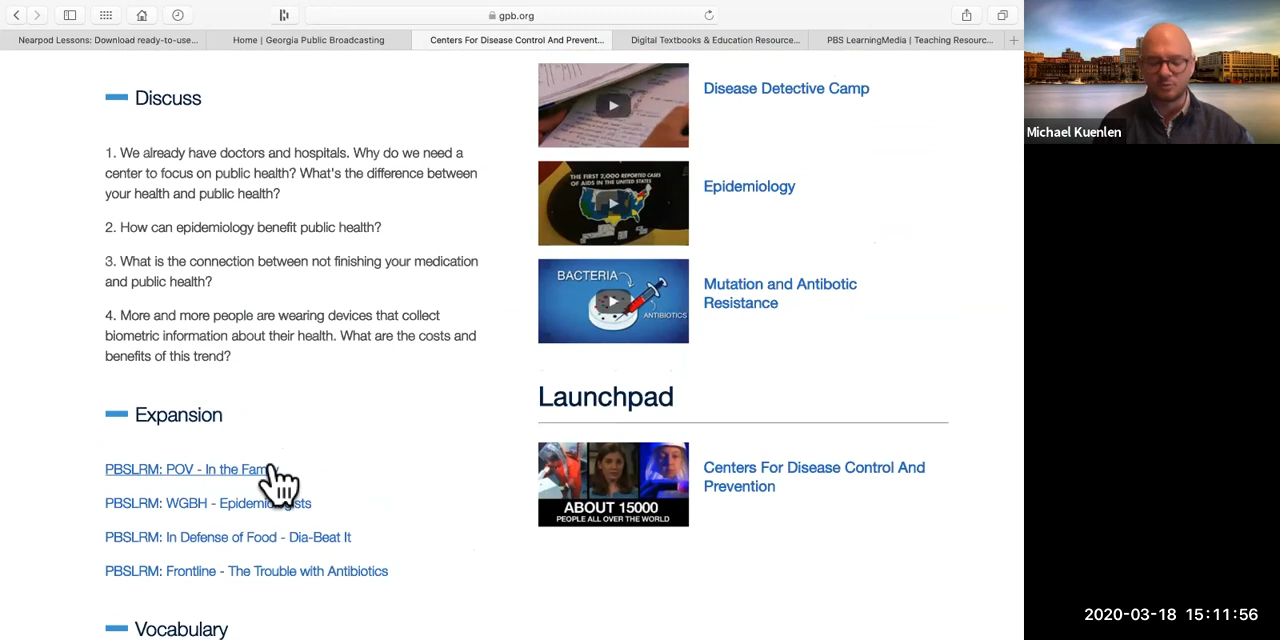 gpb.org
Nearpod Lessons: Download ready-to-use...
Home | Georgia Public Broadcasting
Centers For Disease Control And Prevent...
Digital Textbooks & Education Resource...
PBS LearningMedia | Teaching Resourc...
Discuss
1. We already have doctors and hospitals. Why do we need a
center to focus on public health? What's the difference between
your health and public health?
2. How can epidemiology benefit public health?
3. What is the connection between not finishing your medication
and public health?
4. More and more people are wearing devices that collect
biometric information about their health. What are the costs and
benefits of this trend?
Expansion
PBSLRM: POV - In the Fam
PBSLRM: WGBH - Epidemiologists
PBSLRM: In Defense of Food - Dia-Beat It
PBSLRM: Frontline - The Trouble with Antibiotics
Vocabulary
Disease Detective Camp
THE FIRST 2,000 REPORTED CASES
OF AIDS IN THE UNITED STATES
Epidemiology
BACTERIA
ANTIBIOTICS
Mutation and Antibiotic
Resistance
Launchpad
ABOUT 15000
PEOPLE ALL OVER THE WORLD
Centers For Disease Control And
Prevention
Michael Kuenlen
2020-03-18 15:11:56